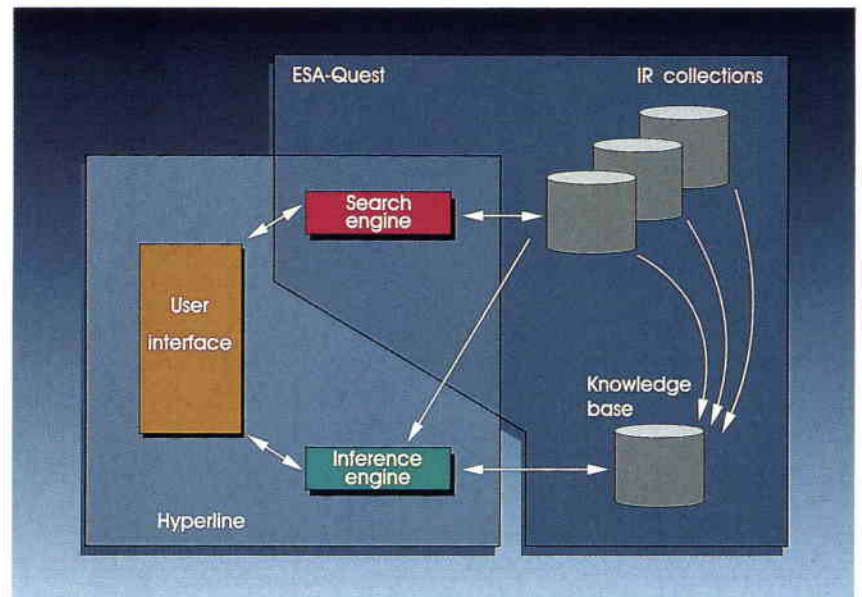 ESA-Quest
IR collections
Search
engine
User
interface
Knowledge
base
Inference
engine
Hyperline